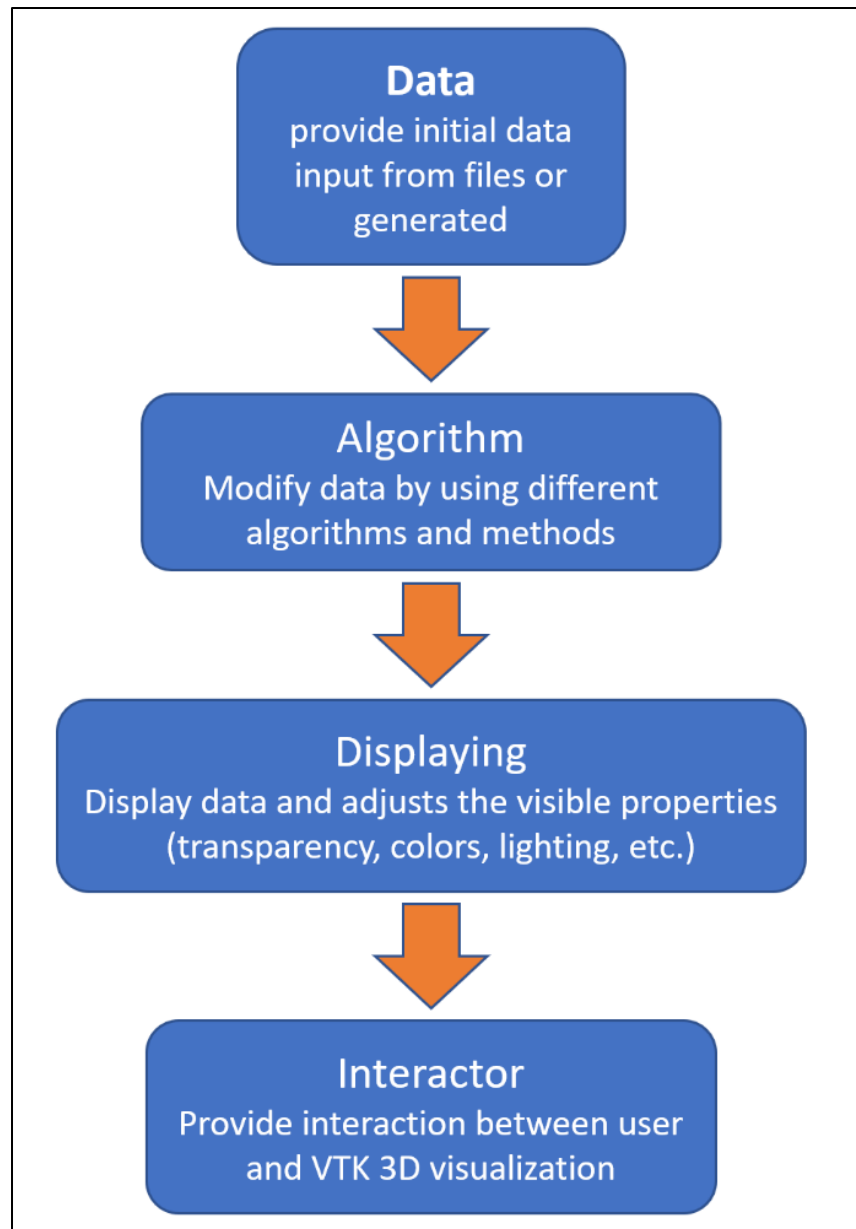 Data
provide initial data
input from files or
generated
Algorithm
Modify data by using different
algorithms and methods
Displaying
Display data and adjusts the visible properties
(transparency, colors, lighting, etc.)
Interactor
Provide interaction between user
and VTK 3D visualization